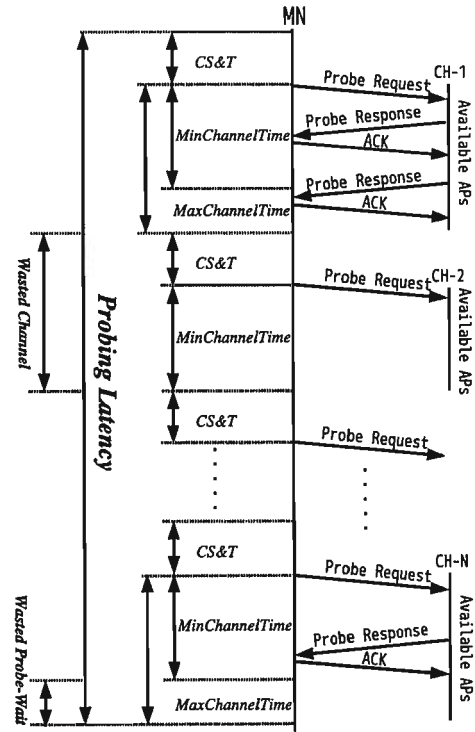 MN
CS&T
CH-1
Probe Request
Available APs
Probe Response
MinChannelTime
ACK
Probe Response
MaxChannelTime
ACK
Wasted Channel
Probing Latency
CS&T
CH-2
Probe Request
Available APs
MinChannelTime
CS&T
Probe Request
CS&T
CH-N
Probe Request
Available APs
MinChannelTime
Probe Response
ACK
Wasted Probe-Wait
MaxChannelTime